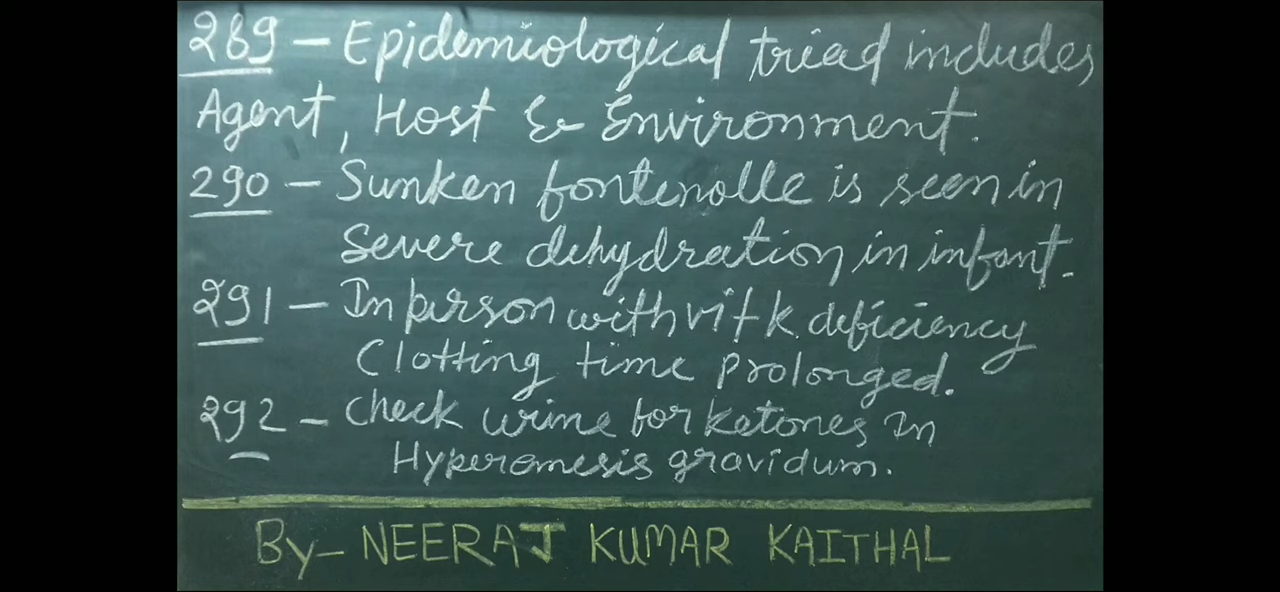 289 - Epidemiological triad includes
Agent, Host & Environment.
290 - Sunken fontenolle is seen in
Severe dehydration in infant.
291 - In person with vit k deficiency
Clotting time prolonged.
292 - Check urine for ketones in
Hyperemesis gravidum.
By- NEERAJ KUMAR KAITHAL